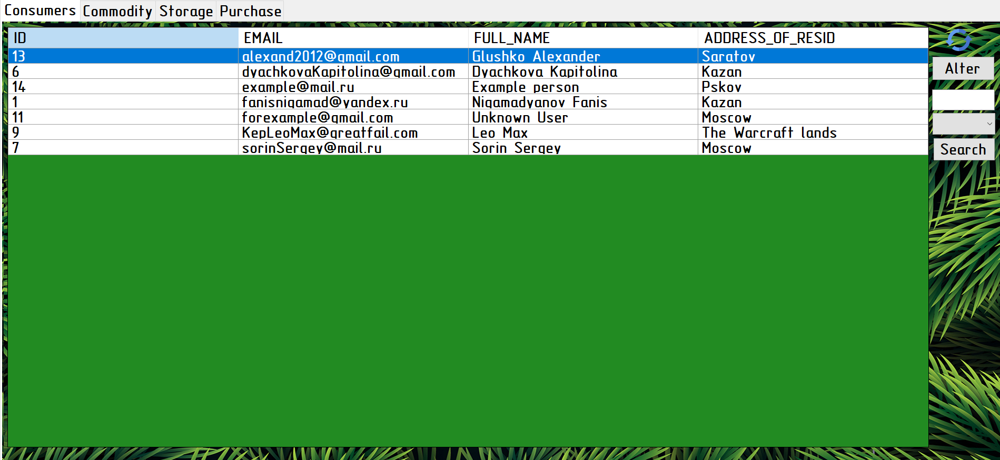 Consumers Commodity Storage Purchase
ID EMAIL FULL_NAME ADDRESS_OF_RESID
13 alexand2012@gmail.com Glushko Alexander Saratov
6 dyachkovaKapitolina@gmail.com Dyachkova Kapitolina Kazan
14 example@mail.ru Example person Pskov
1 fanisnigamad@yandex.ru Nigamadyanov Fanis Kazan
11 forexample@gmail.com Unknown User Moscow
9 KepLeoMax@greatfail.com Leo Max The Warcraft lands
7 sorinSergey@mail.ru Sorin Sergey Moscow
Alter
Search